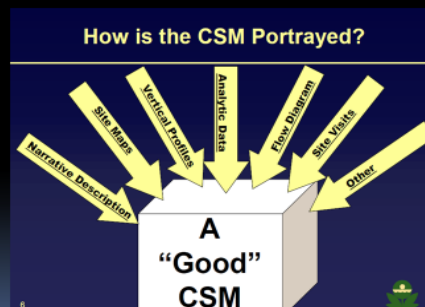 How is the CSM Portrayed?
Narrative Description
Site Maps
Vertical Profiles
Analytic Data
Flow Diagram
Site Visits
Other
A
“Good”
CSM
6